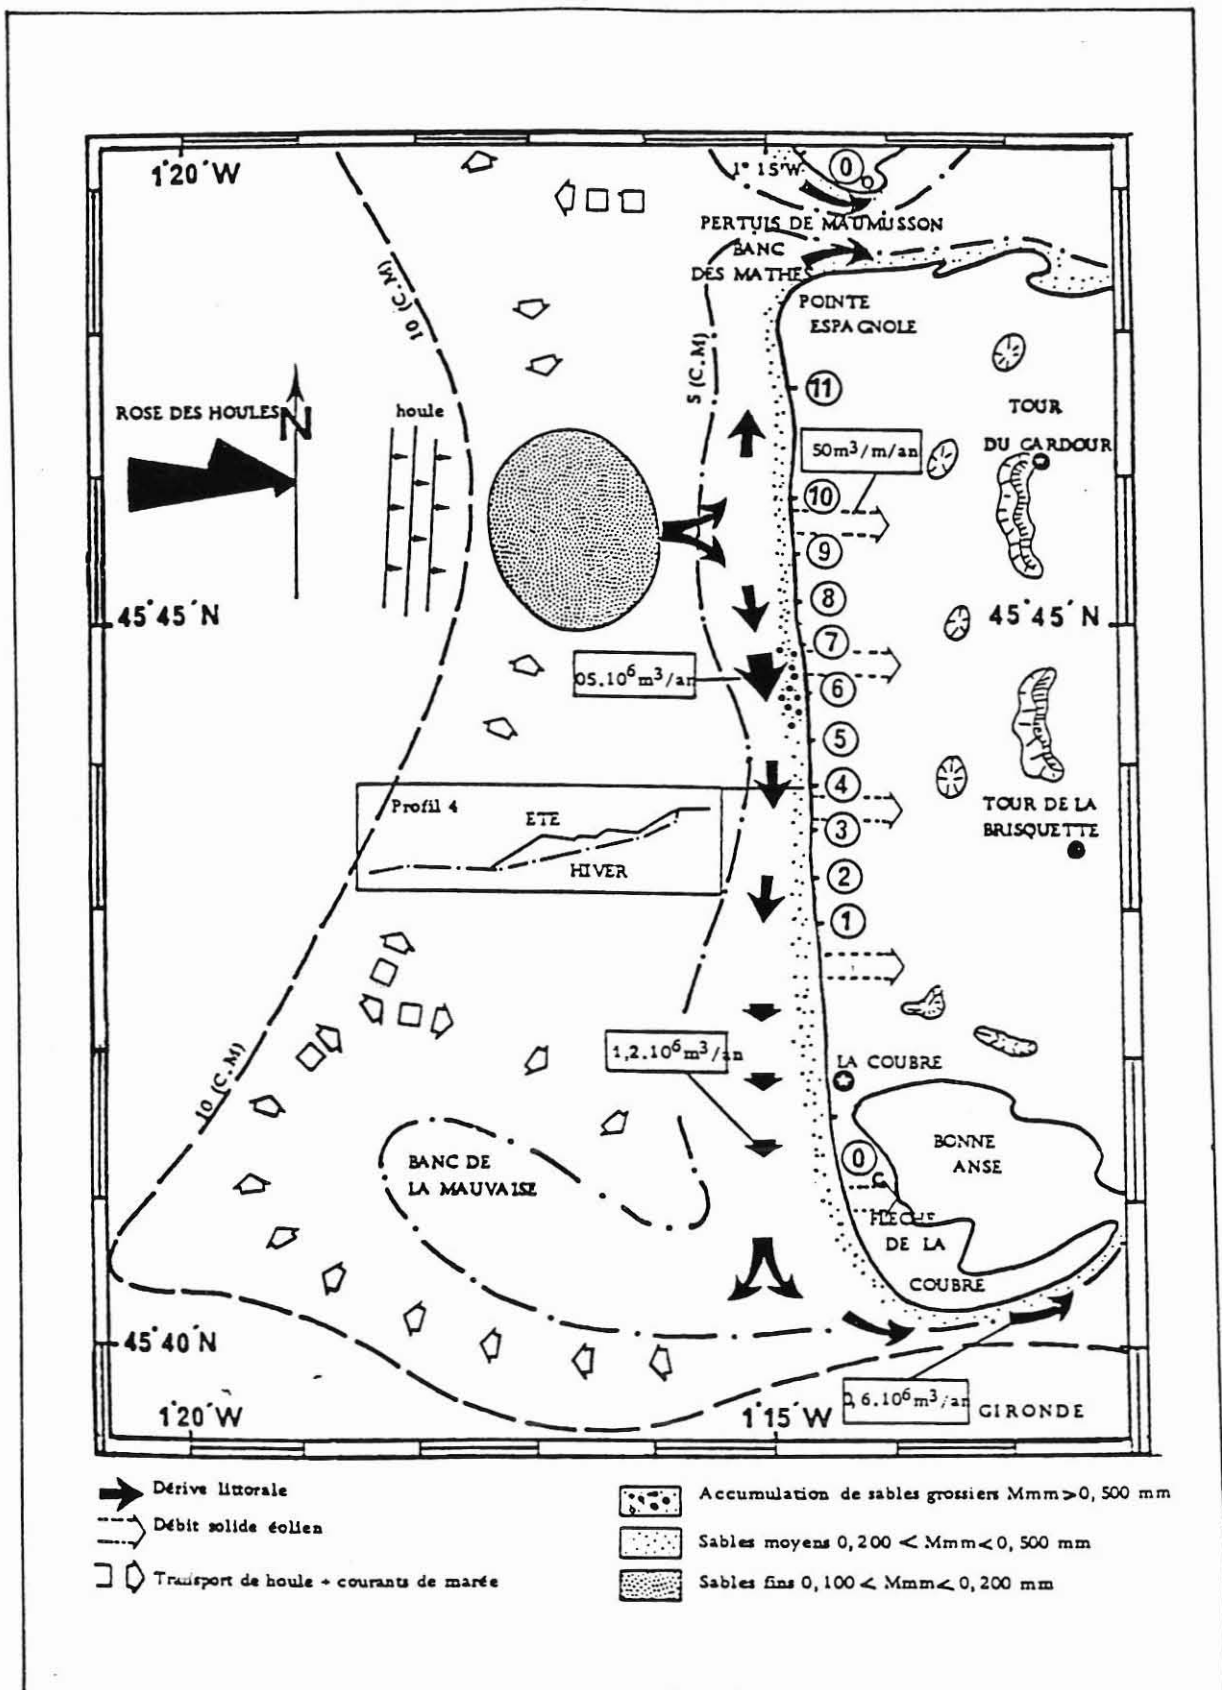 1°20´W
1° 15´W
0
PERTUIS DE MAUMUSSON
BANC
DES MATHES
POINTE
ESPAGNOLE
10 (C.M)
5 (C.M)
11
ROSE DES HOULES
N
houle
TOUR
DU GARDOUR
50m³/m/an
10
9
8
45°45´N
45°45´N
7
05.10⁶m³/an
6
5
4
Profil 4
ETE
HIVER
TOUR DE LA
BRISQUETTE
3
2
1
10 (C.M)
1,2.10⁶m³/an
LA COUBRE
BONNE
ANSE
0
BANC DE
LA MAUVAISE
FLECHE
DE LA
COUBRE
45°40´N
1°20´W
1°15´W
0,6.10⁶m³/an
GIRONDE
Dérive littorale
Débit solide éolien
Transport de houle + courants de marée
Accumulation de sables grossiers Mmm>0,500 mm
Sables moyens 0,200 < Mmm<0,500 mm
Sables fins 0,100 < Mmm< 0,200 mm